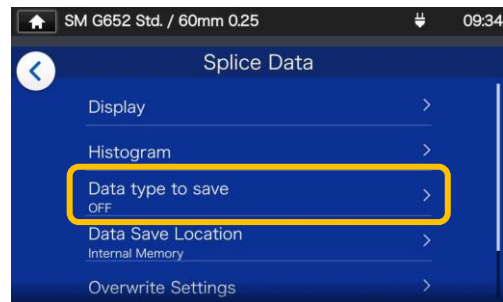 SM G652 Std. / 60mm 0.25 09:34
Splice Data
Display
Histogram
Data type to save
OFF
Data Save Location
Internal Memory
Overwrite Settings